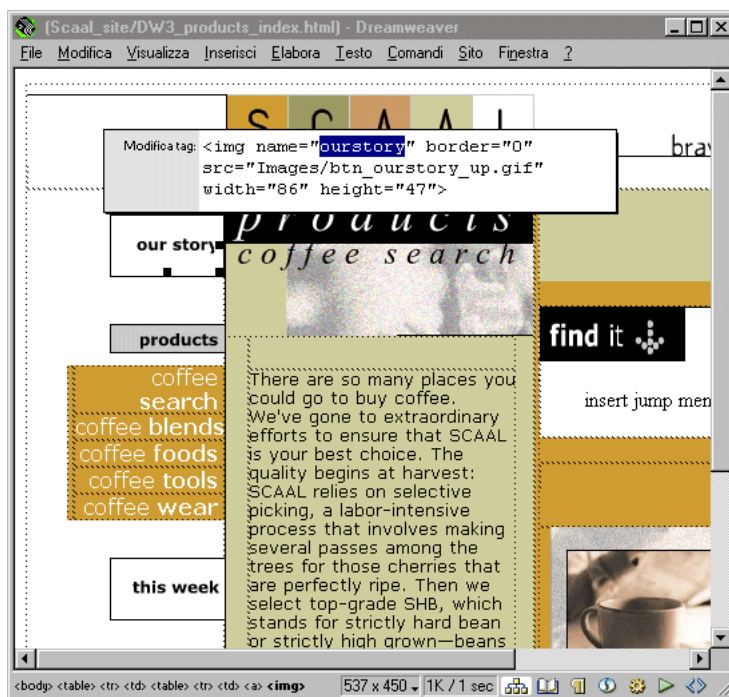 (Scaal_site/DW3_products_index.html) - Dreamweaver
File Modifica Visualizza Inserisci Elabora Testo Comandi Sito Finestra ?
S C A A L
Modifica tag: <img name="ourstory" border="0"
src="Images/btn_ourstory_up.gif"
width="86" height="47">
brav
products
our story
coffee search
products
find it
coffee
search
coffee blends
coffee foods
coffee tools
coffee wear
There are so many places you
could go to buy coffee.
We've gone to extraordinary
efforts to ensure that SCAAL
is your best choice. The
quality begins at harvest:
SCAAL relies on selective
picking, a labor-intensive
process that involves making
several passes among the
trees for those cherries that
are perfectly ripe. Then we
select top-grade SHB, which
stands for strictly hard bean
or strictly high grown—beans
insert jump men
this week
<body> <table> <tr> <td> <table> <tr> <td> <a> <img>
537 x 450
1K / 1 sec